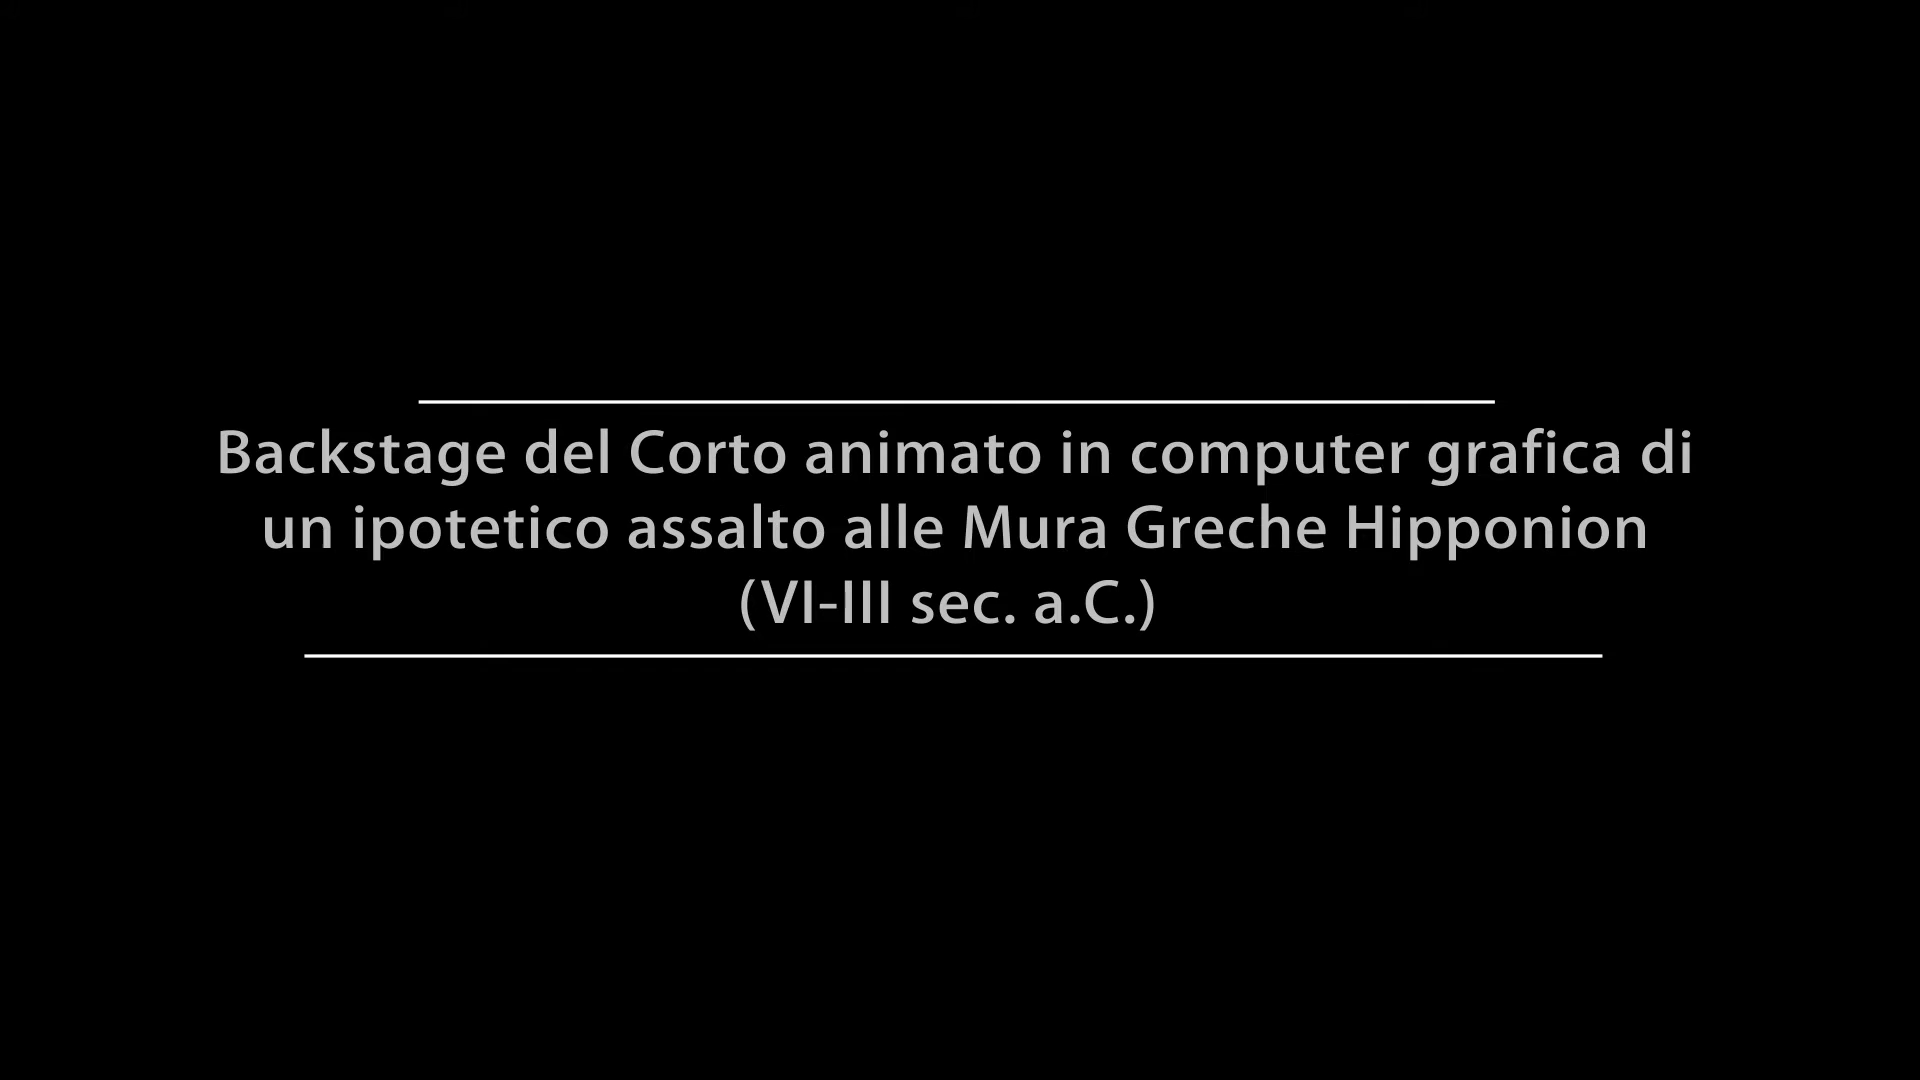 Backstage del Corto animato in computer grafica di
un ipotetico assalto alle Mura Greche Hipponion
(VI-III sec. a.C.)